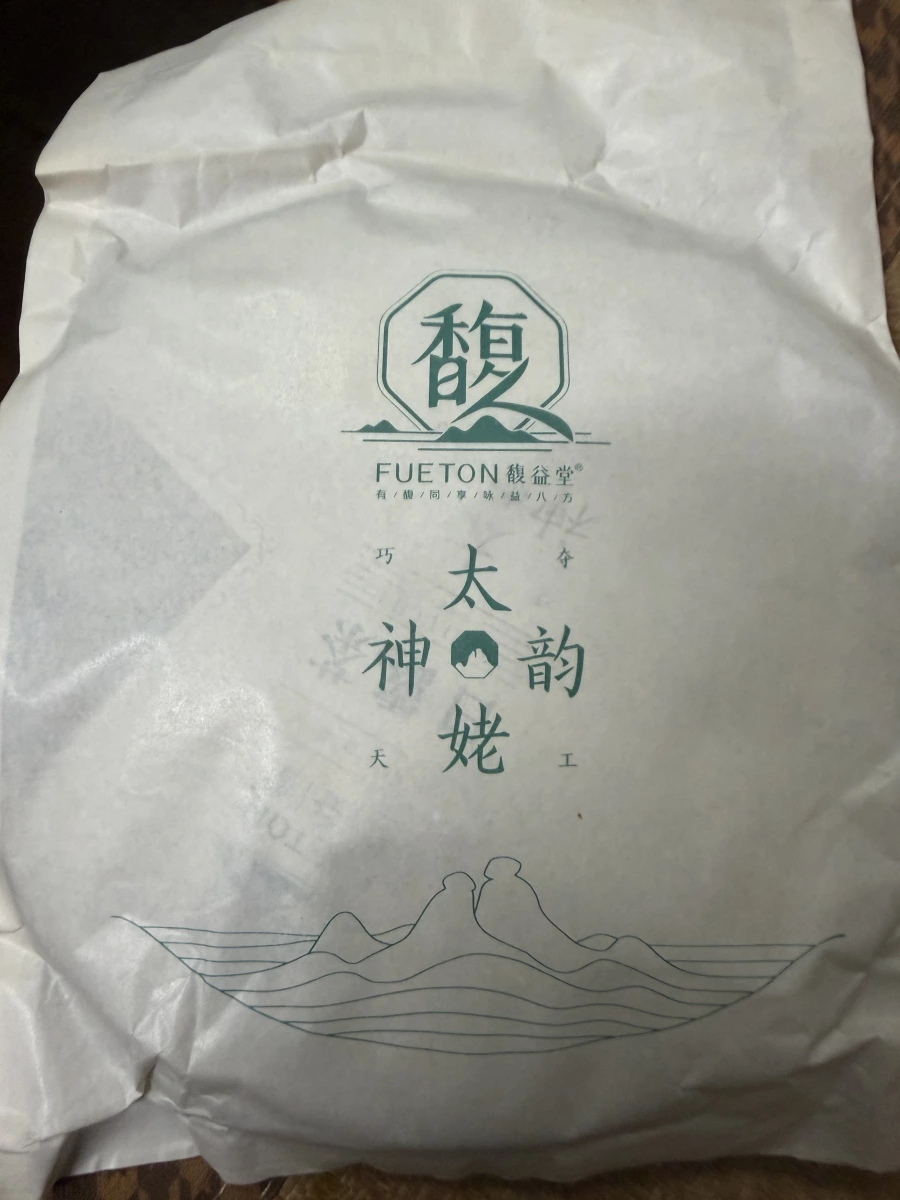 馥
FUETON 馥益堂®
有/馥/同/享/咏/益/八/方
巧 太 夺
神 韵
姥
天 工